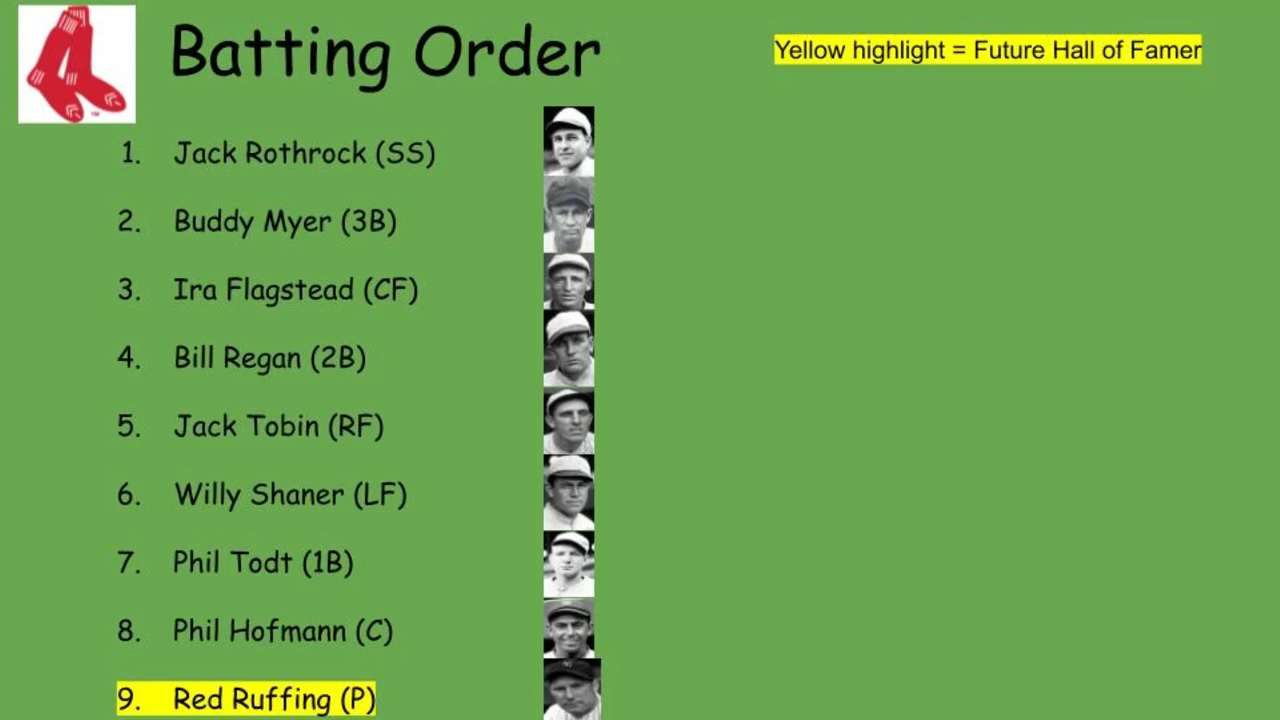 Batting Order
Yellow highlight = Future Hall of Famer
1. Jack Rothrock (SS)
2. Buddy Myer (3B)
3. Ira Flagstead (CF)
4. Bill Regan (2B)
5. Jack Tobin (RF)
6. Willy Shaner (LF)
7. Phil Todt (1B)
8. Phil Hofmann (C)
9. Red Ruffing (P)